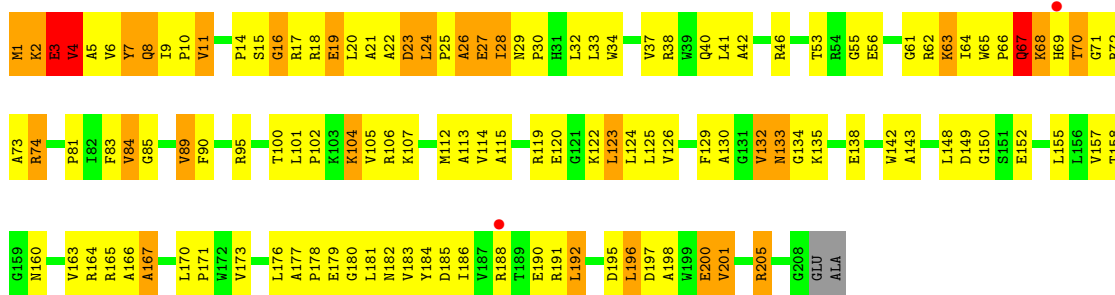 M1 K2 E3 V4 A5 V6 Y7 Q8 I9 P10 V11 P14 S15 G16 R17 R18 E19 L20 A21 A22 D23 L24 P25 A26 E27 I28 N29 P30 H31 L32 L33 W34 V37 R38 W39 Q40 L41 A42 R46 T53 R54 G55 E56 G61 R62 K63 I64 W65 P66 Q67 K68 H69 T70 G71
A73 R74 P81 I82 F83 V84 G85 V89 F90 R95 T100 L101 P102 K103 K104 V105 R106 K107 M112 A113 V114 A115 R119 E120 G121 K122 L123 L124 L125 V126 F129 A130 G131 V132 N133 G134 K135 E138 W142 A143 L148 D149 G150 S151 E152 L155 L156 V157 T158
G159 N160 V163 R164 R165 A166 A167 L170 P171 W172 V173 L176 A177 P178 E179 G180 L181 N182 V183 Y184 D185 I186 V187 R188 T189 E190 R191 L192 D195 L196 D197 A198 W199 E200 V201 R205 G208 GLU ALA